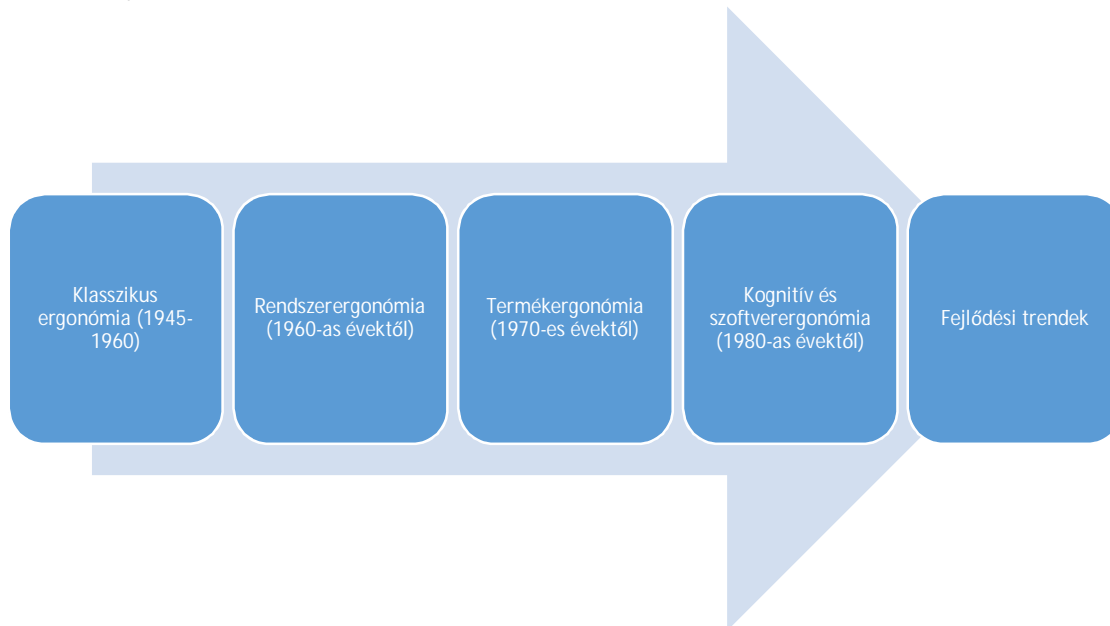 Klasszikus
ergonómia (1945-
1960)
Rendszerergonómia
(1960-as évektől)
Termékergonómia
(1970-es évektől)
Kognitív és
szoftverergonómia
(1980-as évektől)
Fejlődési trendek